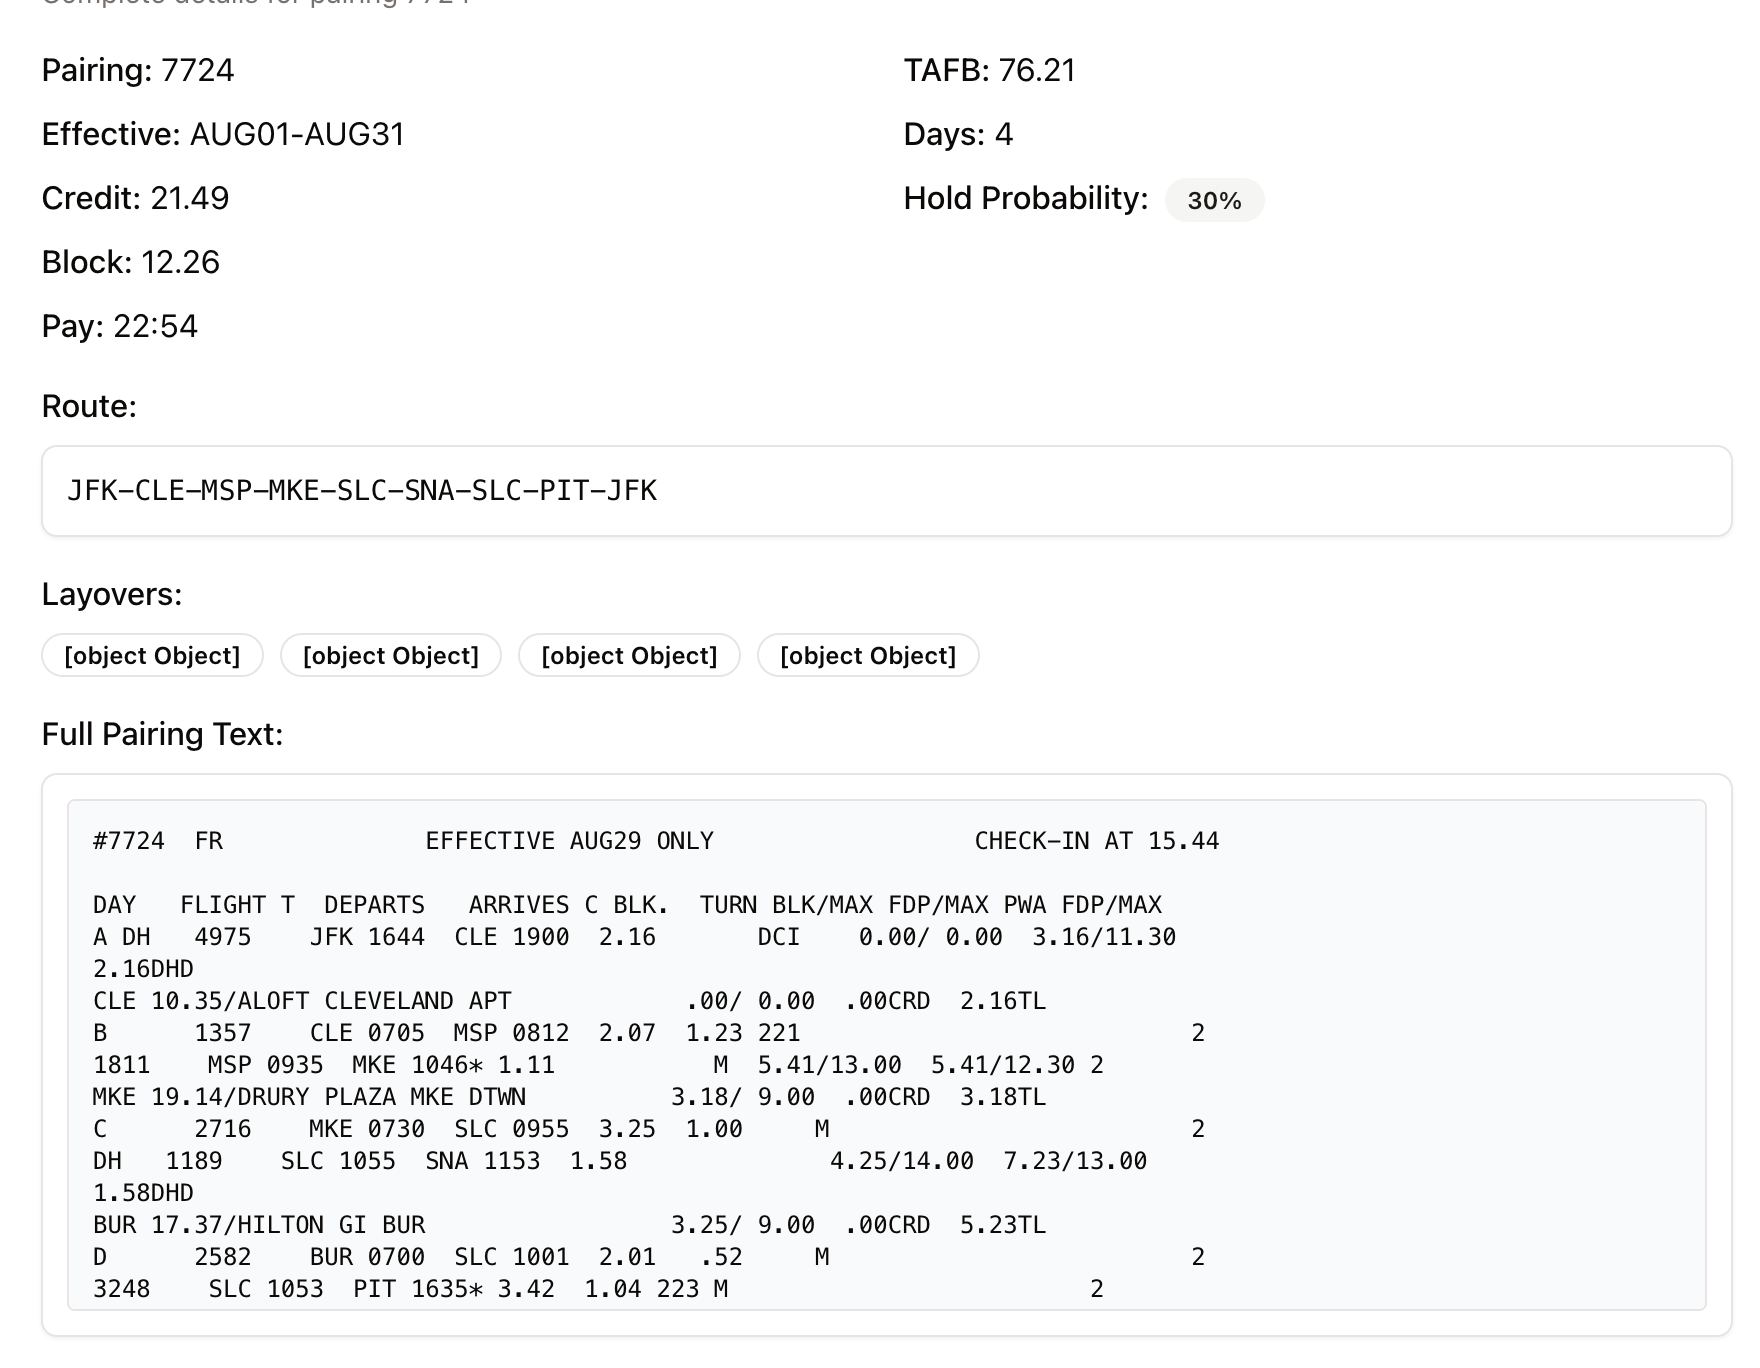 Complete details for pairing 7724
Pairing: 7724
TAFB: 76.21
Effective: AUG01-AUG31
Days: 4
Credit: 21.49
Hold Probability: 30%
Block: 12.26
Pay: 22:54
Route:
JFK-CLE-MSP-MKE-SLC-SNA-SLC-PIT-JFK
Layovers:
[object Object] [object Object] [object Object] [object Object]
Full Pairing Text:
#7724  FR              EFFECTIVE AUG29 ONLY                  CHECK-IN AT 15.44
DAY   FLIGHT T  DEPARTS   ARRIVES C BLK.  TURN BLK/MAX FDP/MAX PWA FDP/MAX
A DH   4975    JFK 1644  CLE 1900  2.16       DCI    0.00/ 0.00  3.16/11.30
2.16DHD
CLE 10.35/ALOFT CLEVELAND APT            .00/ 0.00  .00CRD  2.16TL
B      1357    CLE 0705  MSP 0812  2.07  1.23 221                           2
1811    MSP 0935  MKE 1046* 1.11           M  5.41/13.00  5.41/12.30 2
MKE 19.14/DRURY PLAZA MKE DTWN          3.18/ 9.00  .00CRD  3.18TL
C      2716    MKE 0730  SLC 0955  3.25  1.00     M                         2
DH   1189    SLC 1055  SNA 1153  1.58              4.25/14.00  7.23/13.00
1.58DHD
BUR 17.37/HILTON GI BUR                 3.25/ 9.00  .00CRD  5.23TL
D      2582    BUR 0700  SLC 1001  2.01   .52     M                         2
3248    SLC 1053  PIT 1635* 3.42  1.04 223 M                         2